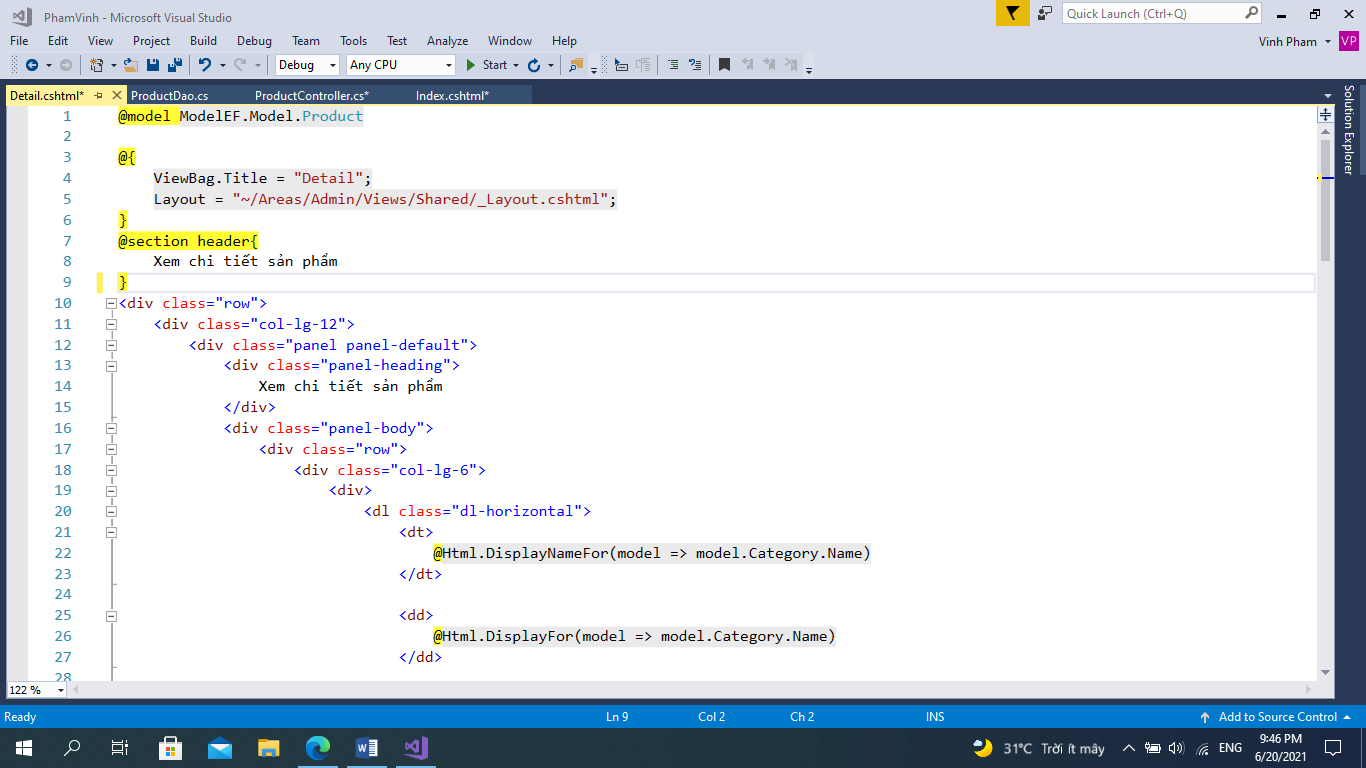 PhamVinh - Microsoft Visual Studio
Quick Launch (Ctrl+Q)
File Edit View Project Build Debug Team Tools Test Analyze Window Help
Vinh Pham VP
Debug Any CPU Start
Detail.cshtml* ProductDao.cs ProductController.cs* Index.cshtml*
Solution Explorer
1 @model ModelEF.Model.Product
2
3 @{
4 ViewBag.Title = "Detail";
5 Layout = "~/Areas/Admin/Views/Shared/_Layout.cshtml";
6 }
7 @section header{
8 Xem chi tiết sản phẩm
9 }
10 <div class="row">
11 <div class="col-lg-12">
12 <div class="panel panel-default">
13 <div class="panel-heading">
14 Xem chi tiết sản phẩm
15 </div>
16 <div class="panel-body">
17 <div class="row">
18 <div class="col-lg-6">
19 <div>
20 <dl class="dl-horizontal">
21 <dt>
22 @Html.DisplayNameFor(model => model.Category.Name)
23 </dt>
24
25 <dd>
26 @Html.DisplayFor(model => model.Category.Name)
27 </dd>
28
122 %
Ready Ln 9 Col 2 Ch 2 INS Add to Source Control
31°C Trời ít mây ENG 9:46 PM
6/20/2021